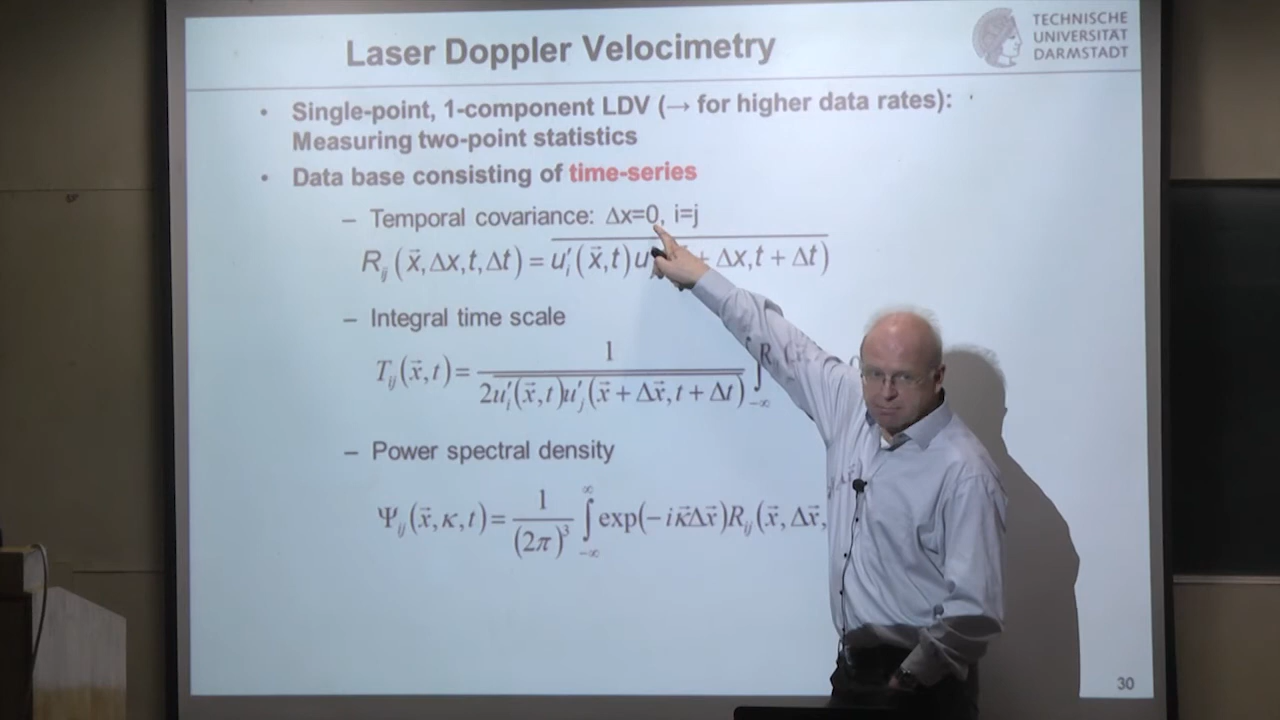 Laser Doppler Velocimetry
TECHNISCHE
UNIVERSITÄT
DARMSTADT
• Single-point, 1-component LDV (→ for higher data rates):
Measuring two-point statistics
• Data base consisting of time-series
– Temporal covariance: Δx=0, i=j
R_ij (x⃗,Δx,t,Δt) = u′_i(x⃗,t)u + Δx,t + Δt)
– Integral time scale
T_ij(x⃗,t) = 1 / 2u′_i(x⃗,t)u′_j(x⃗ + Δx⃗,t + Δt) ∫_−∞ R (x⃗,
– Power spectral density
Ψ_ij(x⃗,κ,t) = 1/(2π)³ ∫_−∞^∞ exp(−iκ⃗Δx⃗)R_ij(x⃗,Δx⃗,
30